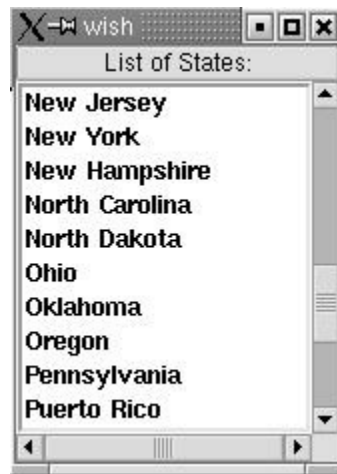 wish
List of States:
New Jersey
New York
New Hampshire
North Carolina
North Dakota
Ohio
Oklahoma
Oregon
Pennsylvania
Puerto Rico